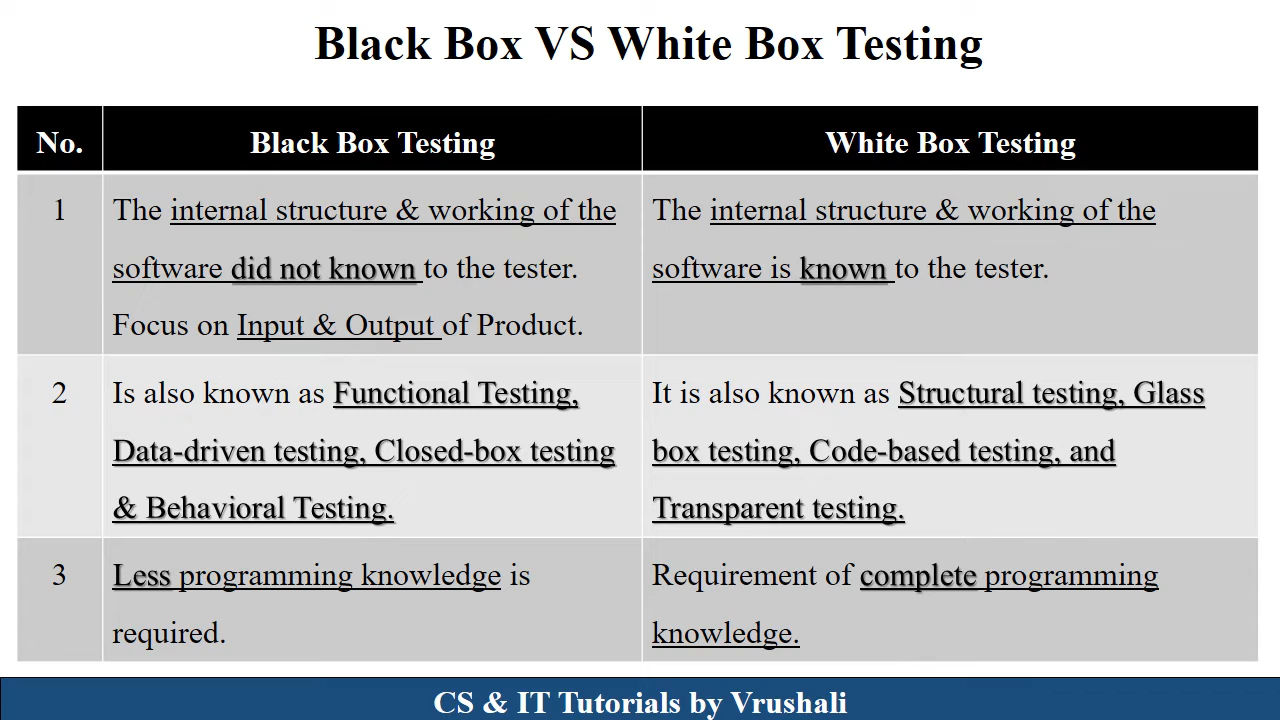 Black Box VS White Box Testing
No. Black Box Testing White Box Testing
1
The internal structure & working of the
software did not known to the tester.
Focus on Input & Output of Product.
The internal structure & working of the
software is known to the tester.
2
Is also known as Functional Testing,
Data-driven testing, Closed-box testing
& Behavioral Testing.
It is also known as Structural testing, Glass
box testing, Code-based testing, and
Transparent testing.
3
Less programming knowledge is
required.
Requirement of complete programming
knowledge.
CS & IT Tutorials by Vrushali